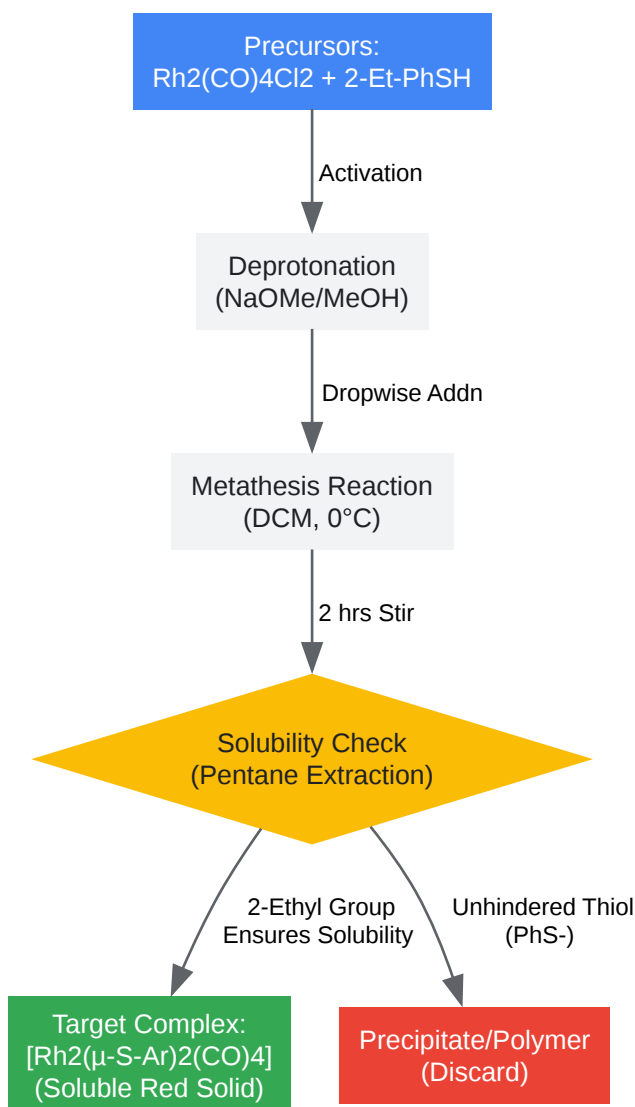 Precursors:
Rh2(CO)4Cl2 + 2-Et-PhSH
Activation
Deprotonation
(NaOMe/MeOH)
Dropwise Addn
Metathesis Reaction
(DCM, 0°C)
2 hrs Stir
Solubility Check
(Pentane Extraction)
2-Ethyl Group
Ensures Solubility
Unhindered Thiol
(PhS-)
Target Complex:
[Rh2(μ-S-Ar)2(CO)4]
(Soluble Red Solid)
Precipitate/Polymer
(Discard)